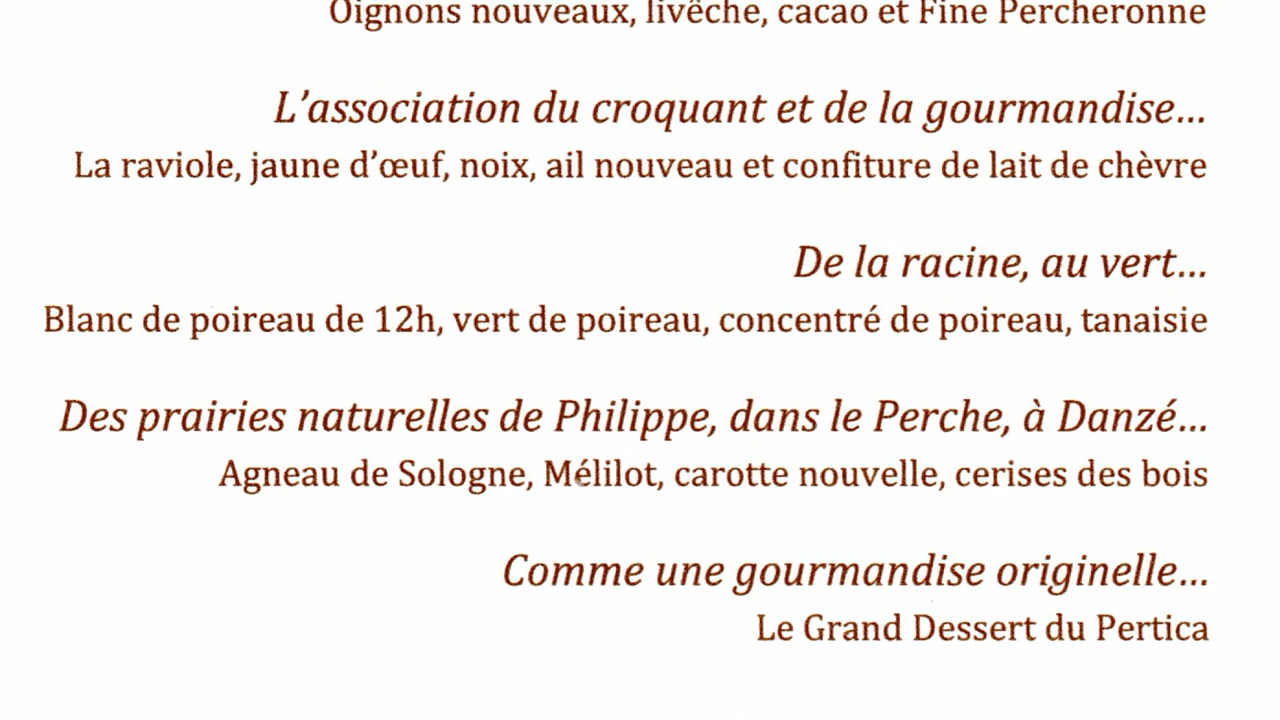 Oignons nouveaux, livêche, cacao et Fine Percheronne
L’association du croquant et de la gourmandise…
La raviole, jaune d’œuf, noix, ail nouveau et confiture de lait de chèvre
De la racine, au vert…
Blanc de poireau de 12h, vert de poireau, concentré de poireau, tanaisie
Des prairies naturelles de Philippe, dans le Perche, à Danzé…
Agneau de Sologne, Mélilot, carotte nouvelle, cerises des bois
Comme une gourmandise originelle…
Le Grand Dessert du Pertica